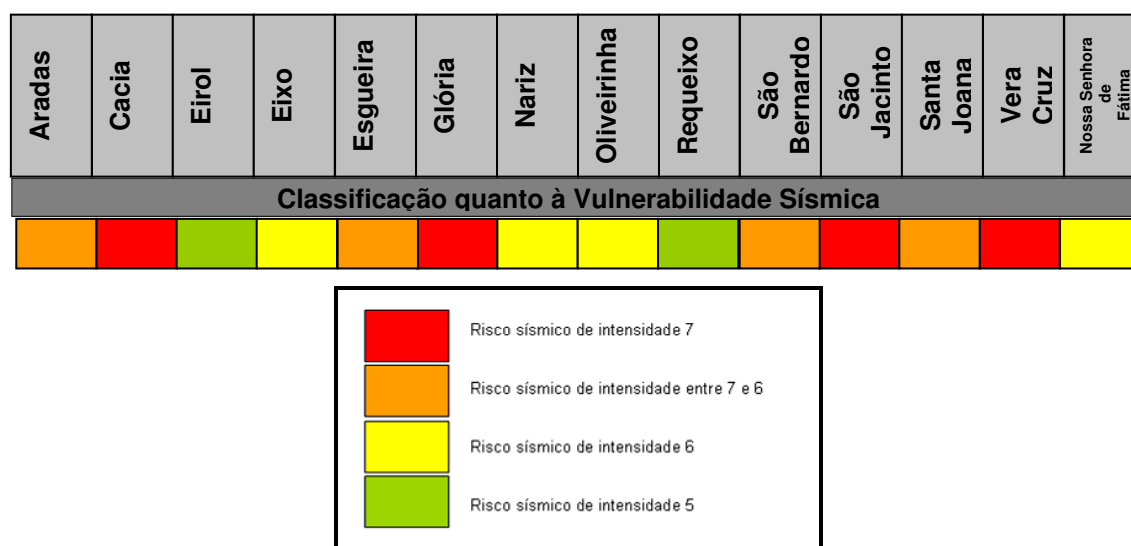 Aradas
Cacia
Eirol
Eixo
Esgueira
Glória
Nariz
Oliveirinha
Requeixo
São
Bernardo
São
Jacinto
Santa
Joana
Vera
Cruz
Nossa Senhora
de
Fátima
Classificação quanto à Vulnerabilidade Sísmica
Risco sísmico de intensidade 7
Risco sísmico de intensidade entre 7 e 6
Risco sísmico de intensidade 6
Risco sísmico de intensidade 5